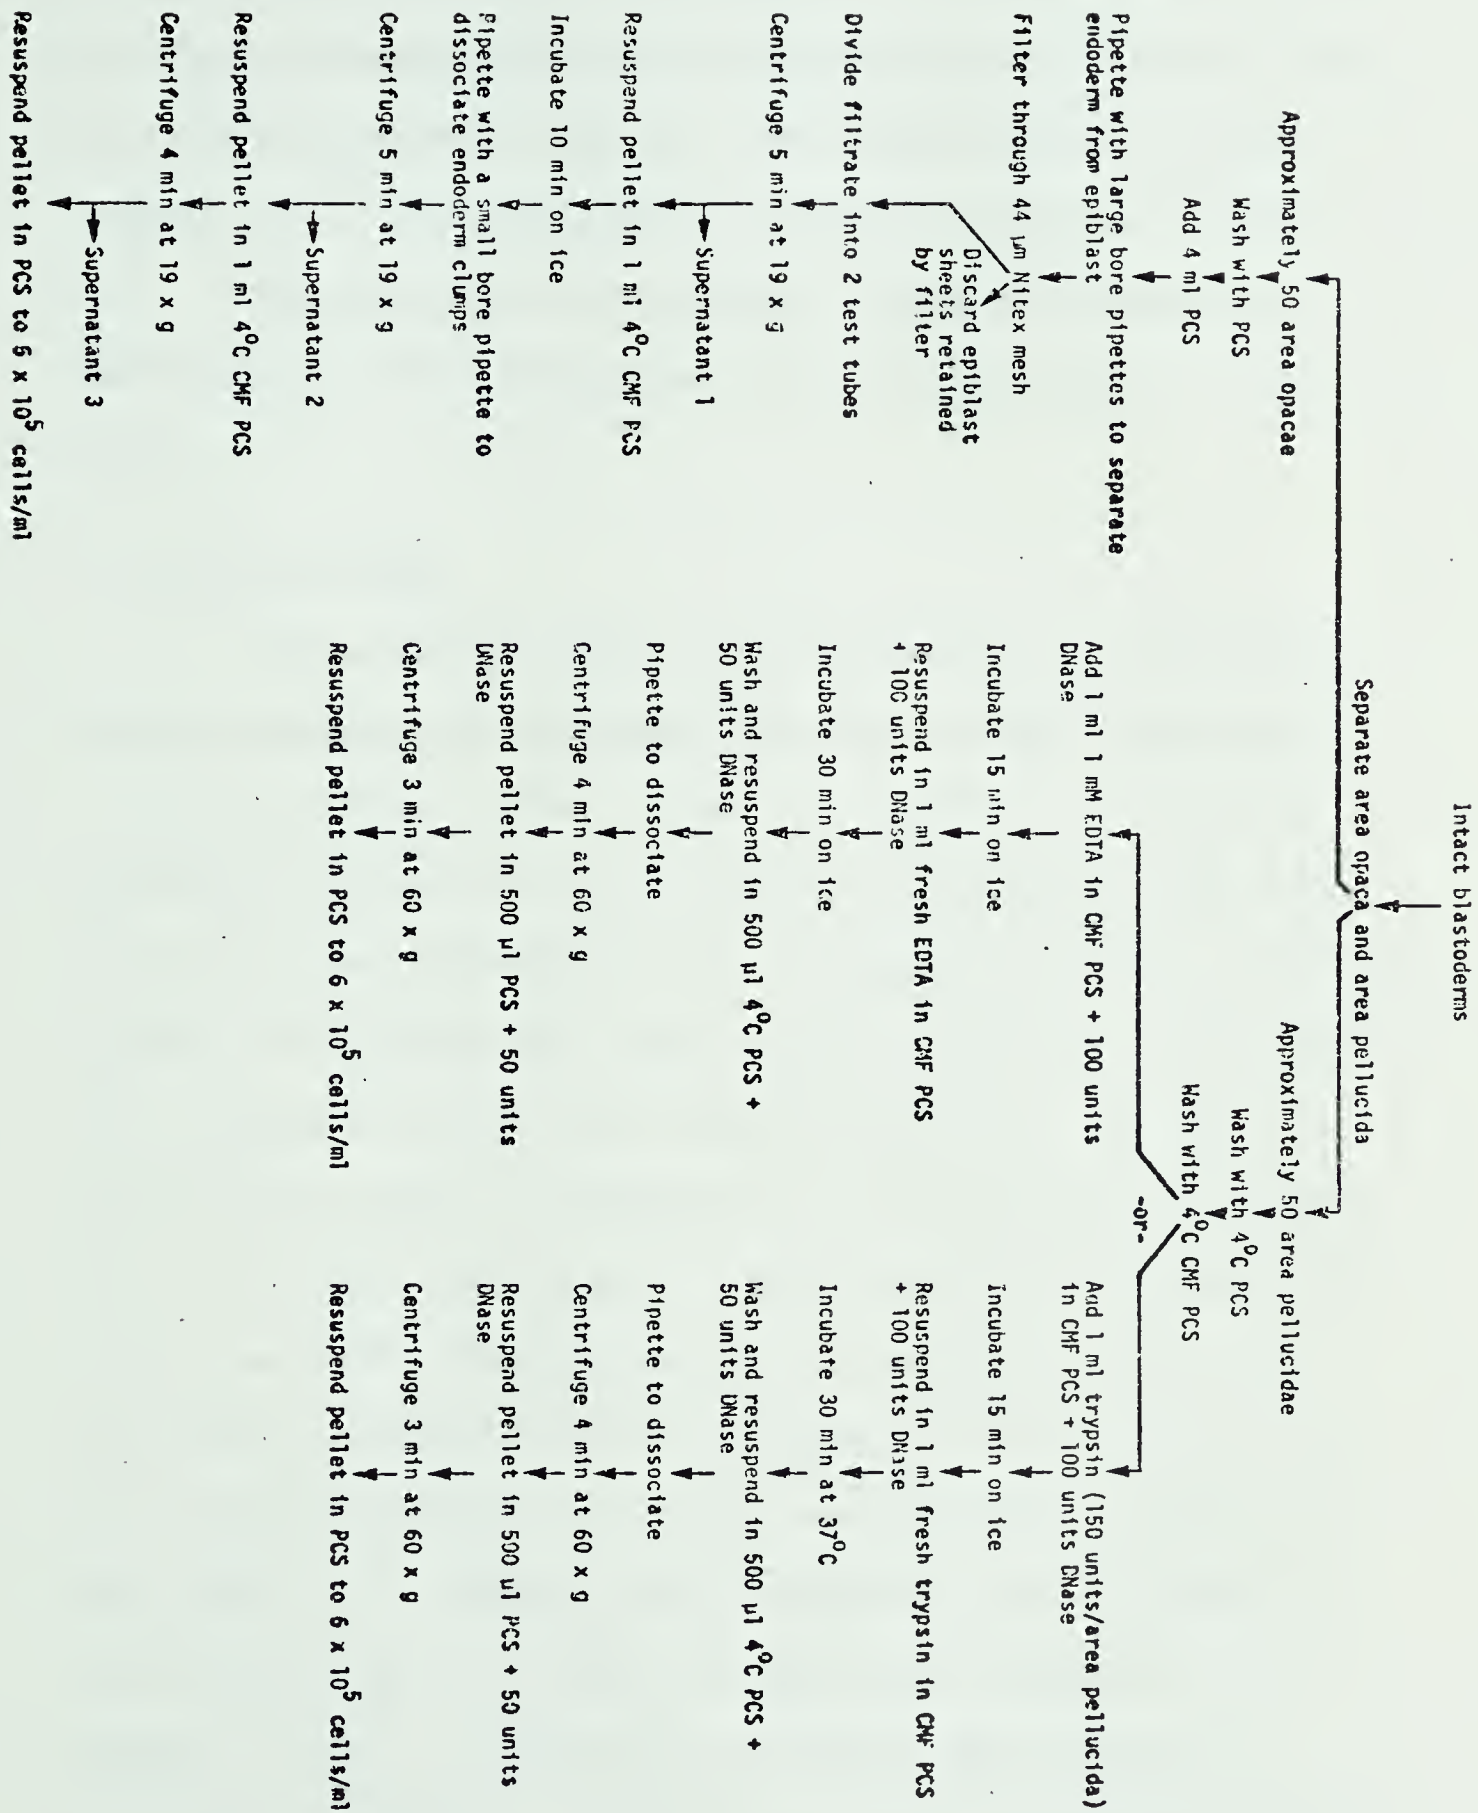 Intact blastoderms
Separate area opaca and area pellucida
Approximately 50 area opacae
Wash with PCS
Add 4 ml PCS
Pipette with large bore pipettes to separate
endoderm from epiblast
Filter through 44 µm Nitex mesh
Discard epiblast
sheets retained
by filter
Divide filtrate into 2 test tubes
Centrifuge 5 min at 19 x g
Supernatant 1
Resuspend pellet in 1 ml 4°C CMF PCS
Incubate 10 min on ice
Pipette with a small bore pipette to
dissociate endoderm clumps
Centrifuge 5 min at 19 x g
Supernatant 2
Resuspend pellet in 1 ml 4°C CMF PCS
Centrifuge 4 min at 19 x g
Supernatant 3
Resuspend pellet in PCS to 6 x 10⁵ cells/ml
Approximately 50 area pellucidae
Wash with 4°C PCS
Wash with 4°C CMF PCS
-or-
Add 1 ml 1 mM EDTA in CMF PCS + 100 units
DNase
Incubate 15 min on ice
Resuspend in 1 ml fresh EDTA in CMF PCS
+ 100 units DNase
Incubate 30 min on ice
Wash and resuspend in 500 µl 4°C PCS +
50 units DNase
Pipette to dissociate
Centrifuge 4 min at 60 x g
Resuspend pellet in 500 µl PCS + 50 units
DNase
Centrifuge 3 min at 60 x g
Resuspend pellet in PCS to 6 x 10⁵ cells/ml
Add 1 ml trypsin (150 units/area pellucida)
in CMF PCS + 100 units DNase
Incubate 15 min on ice
Resuspend in 1 ml fresh trypsin in CMF PCS
+ 100 units DNase
Incubate 30 min at 37°C
Wash and resuspend in 500 µl 4°C PCS +
50 units DNase
Pipette to dissociate
Centrifuge 4 min at 60 x g
Resuspend pellet in 500 µl PCS + 50 units
DNase
Centrifuge 3 min at 60 x g
Resuspend pellet in PCS to 6 x 10⁵ cells/ml